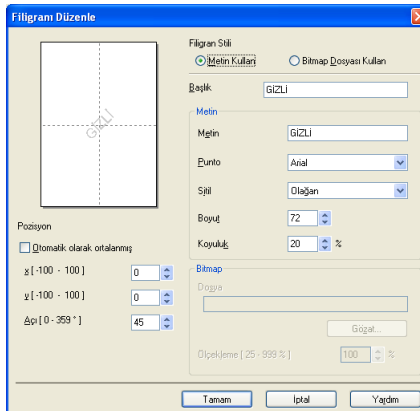 Filigram Düzenle
GİZLİ
Pozisyon
Otomatik olarak ortalanmış
x [ -100 - 100 ] 0
y [ -100 - 100 ] 0
Açı [ 0 - 359 ° ] 45
Filigran Stili
Metin Kullan Bitmap Dosyası Kullan
Başlık GİZLİ
Metin
Metin GİZLİ
Punto Arial
Sitil Olağan
Boyut 72
Koyuluk 20 %
Bitmap
Dosya
Gözat...
Ölçekleme [ 25 - 999 % ] 100 %
Tamam İptal Yardım